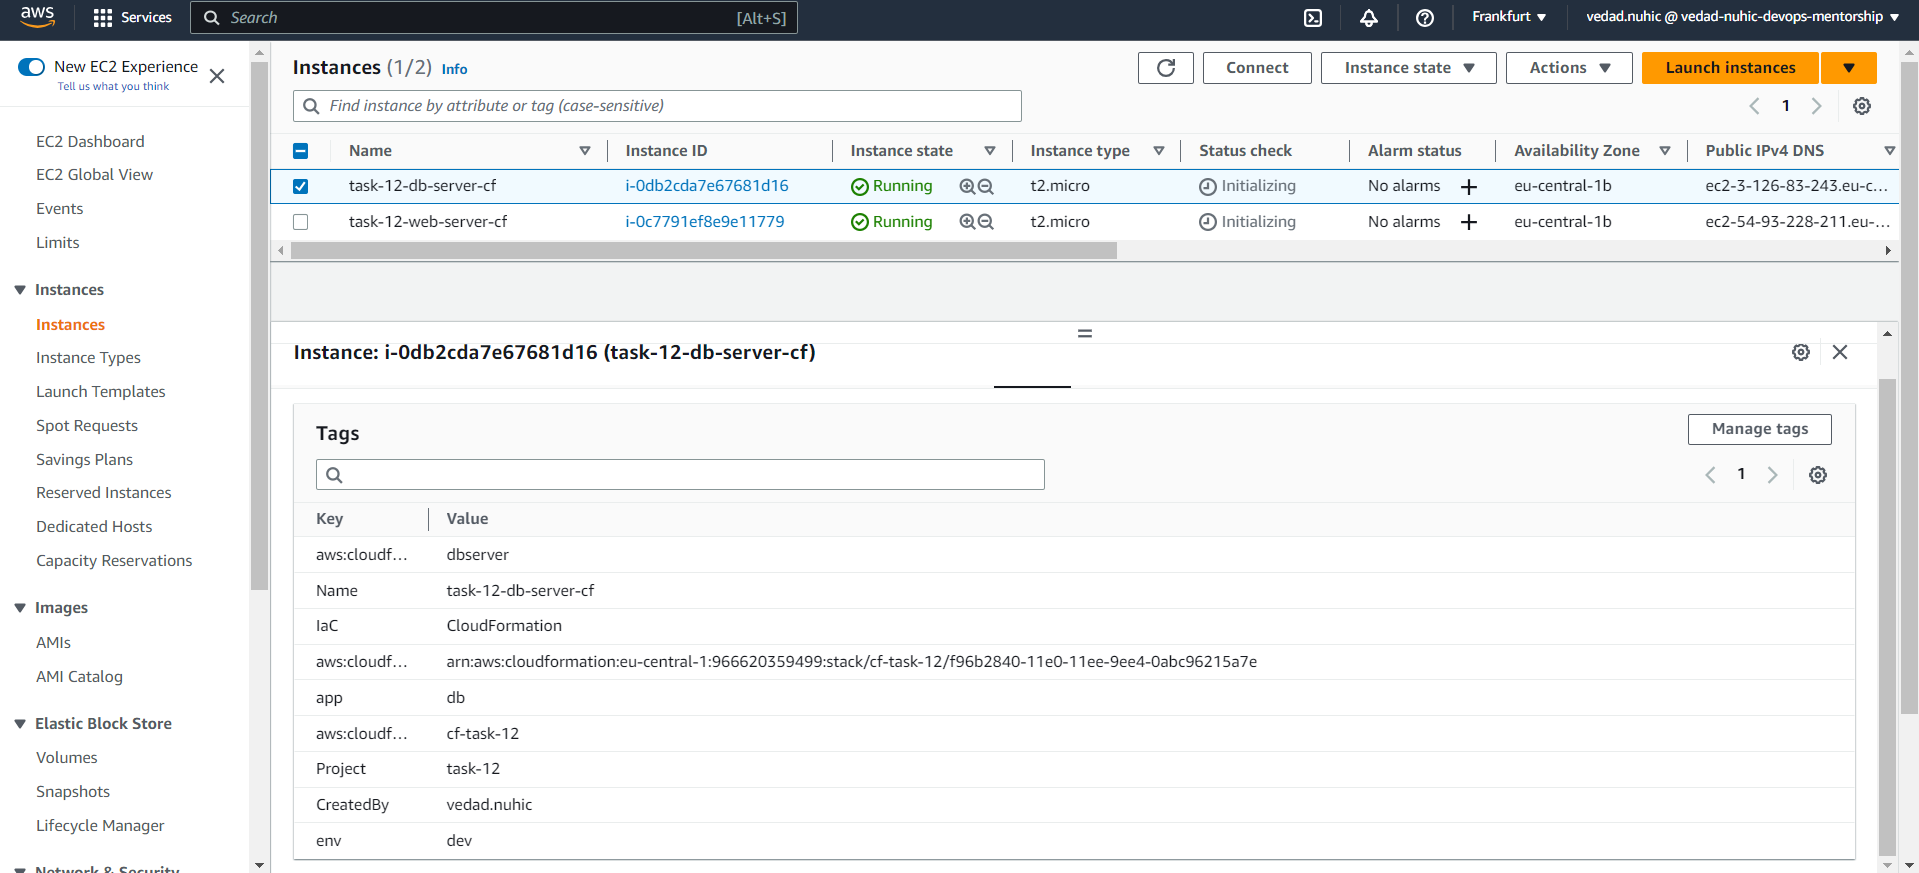 aws Services Search [Alt+S] Frankfurt vedad.nuhic @ vedad-nuhic-devops-mentorship
New EC2 Experience
Tell us what you think
EC2 Dashboard
EC2 Global View
Events
Limits
Instances
Instances
Instance Types
Launch Templates
Spot Requests
Savings Plans
Reserved Instances
Dedicated Hosts
Capacity Reservations
Images
AMIs
AMI Catalog
Elastic Block Store
Volumes
Snapshots
Lifecycle Manager
Network & Security
Instances (1/2) Info Connect Instance state Actions Launch instances
Find instance by attribute or tag (case-sensitive) 1
Name Instance ID Instance state Instance type Status check Alarm status Availability Zone Public IPv4 DNS
task-12-db-server-cf i-0db2cda7e67681d16 Running t2.micro Initializing No alarms + eu-central-1b ec2-3-126-83-243.eu-c...
task-12-web-server-cf i-0c7791ef8e9e11779 Running t2.micro Initializing No alarms + eu-central-1b ec2-54-93-228-211.eu-...
Instance: i-0db2cda7e67681d16 (task-12-db-server-cf)
Tags Manage tags
1
Key Value
aws:cloudf... dbserver
Name task-12-db-server-cf
IaC CloudFormation
aws:cloudf... arn:aws:cloudformation:eu-central-1:966620359499:stack/cf-task-12/f96b2840-11e0-11ee-9ee4-0abc96215a7e
app db
aws:cloudf... cf-task-12
Project task-12
CreatedBy vedad.nuhic
env dev